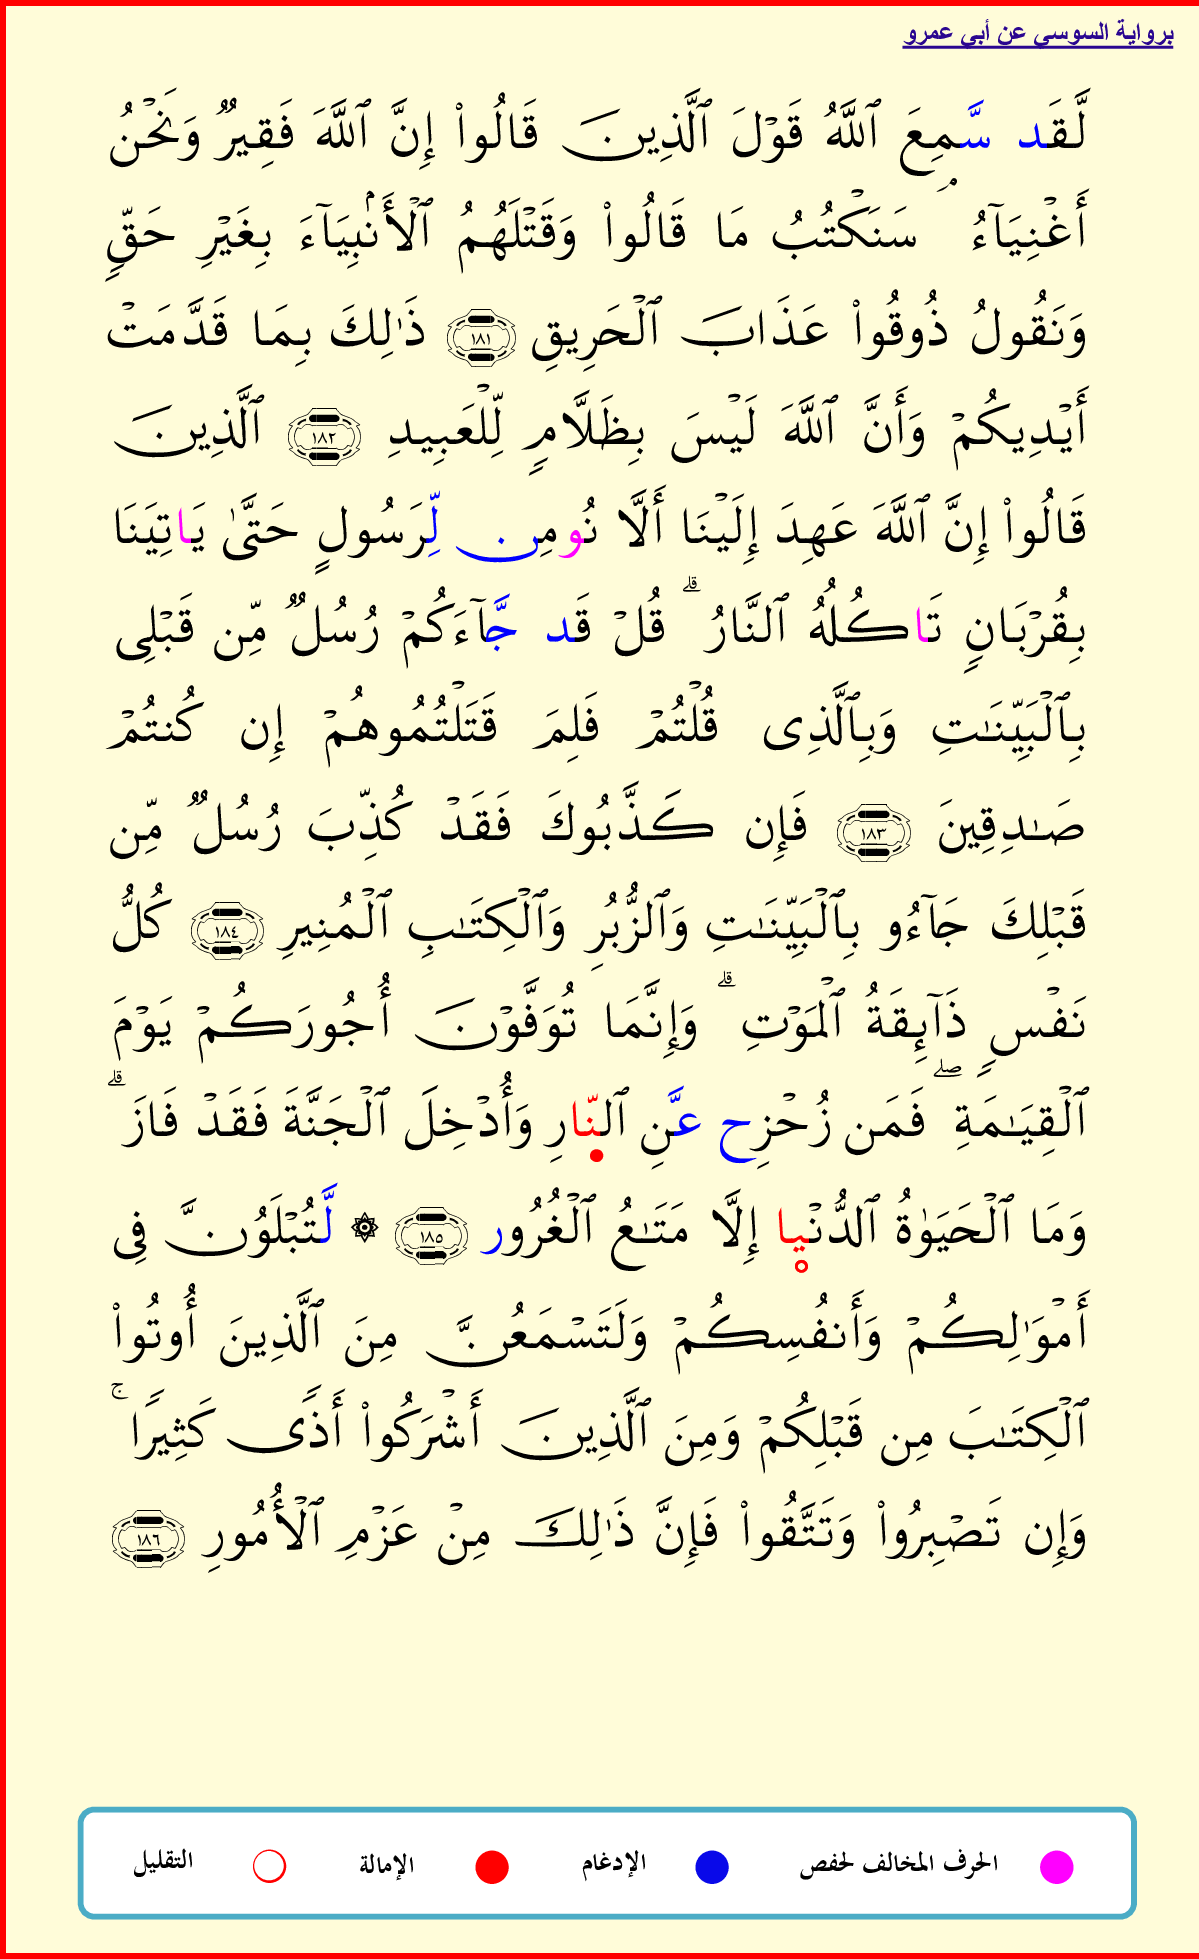 برواية السوسي عن أبي عمرو
لَّقَد سَّمِعَ ٱللَّهُ قَوۡلَ ٱلَّذِينَ قَالُواْ إِنَّ ٱللَّهَ فَقِيرٞ وَنَحۡنُ
أَغۡنِيَآءُۘ سَنَكۡتُبُ مَا قَالُواْ وَقَتۡلَهُمُ ٱلۡأَنۢبِيَآءَ بِغَيۡرِ حَقّٖ
وَنَقُولُ ذُوقُواْ عَذَابَ ٱلۡحَرِيقِ ١٨١ ذَٰلِكَ بِمَا قَدَّمَتۡ
أَيۡدِيكُمۡ وَأَنَّ ٱللَّهَ لَيۡسَ بِظَلَّامٖ لِّلۡعَبِيدِ ١٨٢ ٱلَّذِينَ
قَالُواْ إِنَّ ٱللَّهَ عَهِدَ إِلَيۡنَا أَلَّا نُومِن لِّرَسُولٍ حَتَّىٰ يَاتِيَنَا
بِقُرۡبَانٖ تَاكُلُهُ ٱلنَّارُۗ قُلۡ قَد جَّآءَكُمۡ رُسُلٞ مِّن قَبۡلِى
بِٱلۡبَيِّنَٰتِ وَبِٱلَّذِى قُلۡتُمۡ فَلِمَ قَتَلۡتُمُوهُمۡ إِن كُنتُمۡ
صَٰدِقِينَ ١٨٣ فَإِن كَذَّبُوكَ فَقَدۡ كُذِّبَ رُسُلٞ مِّن
قَبۡلِكَ جَآءُو بِٱلۡبَيِّنَٰتِ وَٱلزُّبُرِ وَٱلۡكِتَٰبِ ٱلۡمُنِيرِ ١٨٤ كُلُّ
نَفۡسٖ ذَآئِقَةُ ٱلۡمَوۡتِۗ وَإِنَّمَا تُوَفَّوۡنَ أُجُورَكُمۡ يَوۡمَ
ٱلۡقِيَٰمَةِۖ فَمَن زُحۡزِح عَّنِ ٱلنّارِ وَأُدۡخِلَ ٱلۡجَنَّةَ فَقَدۡ فَازَۗ
وَمَا ٱلۡحَيَوٰةُ ٱلدُّنۡيا إِلَّا مَتَٰعُ ٱلۡغُرُور ١٨٥ ۞ لَّتُبۡلَوُنَّ فِى
أَمۡوَٰلِكُمۡ وَأَنفُسِكُمۡ وَلَتَسۡمَعُنَّ مِنَ ٱلَّذِينَ أُوتُواْ
ٱلۡكِتَٰبَ مِن قَبۡلِكُمۡ وَمِنَ ٱلَّذِينَ أَشۡرَكُواْ أَذٗى كَثِيرٗاۚ
وَإِن تَصۡبِرُواْ وَتَتَّقُواْ فَإِنَّ ذَٰلِكَ مِنۡ عَزۡمِ ٱلۡأُمُورِ ١٨٦
الحرف المخالف لحفص الإدغام الإمالة التقليل